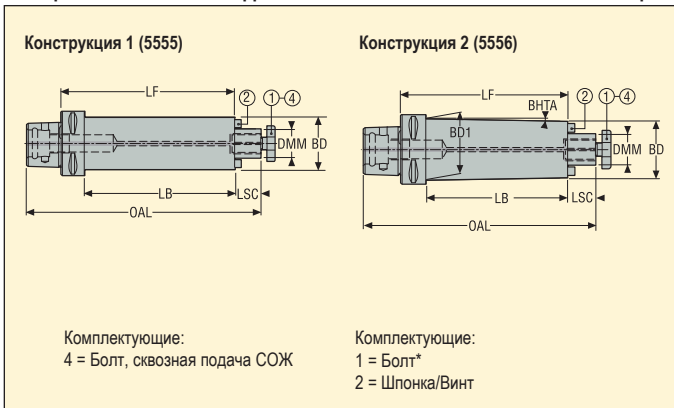 Конструкция 1 (5555)
Конструкция 2 (5556)
LF
2
1-4
DMM
BD
LB
LSC
OAL
LF
BHTA
2
1-4
BD1
DMM
BD
LB
LSC
OAL
Комплектующие:
4 = Болт, сквозная подача СОЖ
Комплектующие:
1 = Болт*
2 = Шпонка/Винт